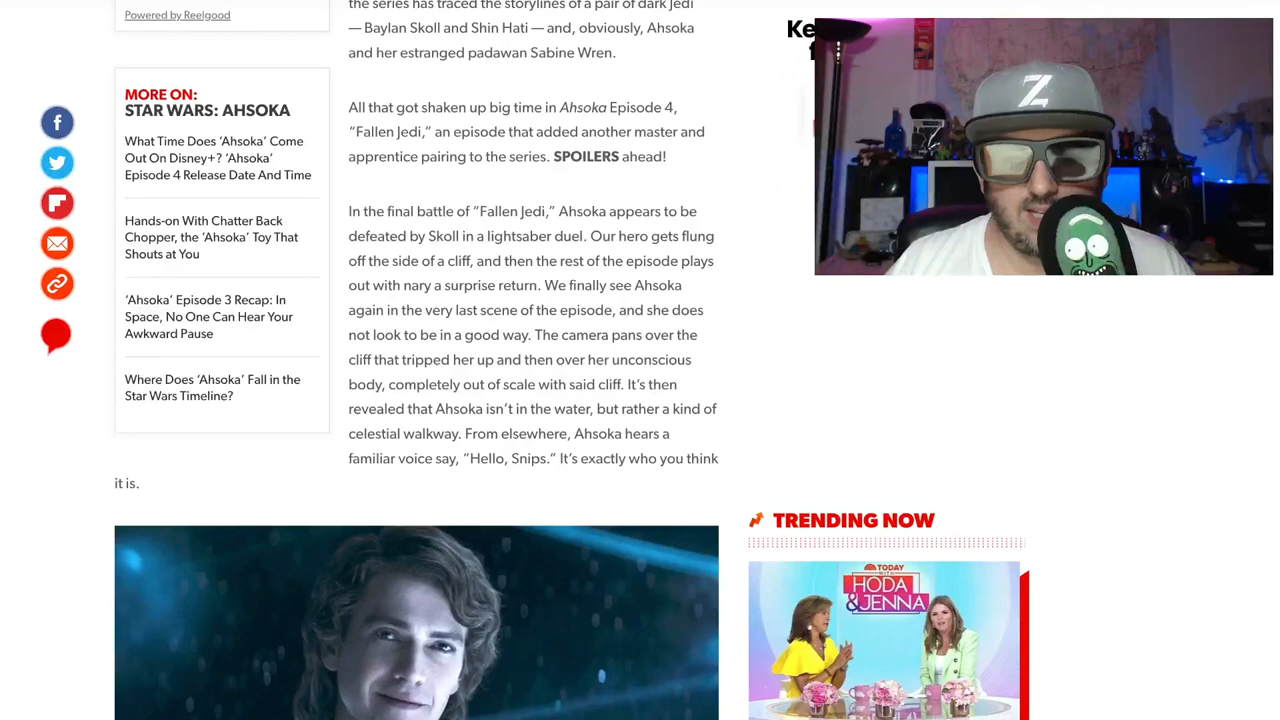 Powered by Reelgood
MORE ON:
STAR WARS: AHSOKA
What Time Does ‘Ahsoka’ Come
Out On Disney+? ‘Ahsoka’
Episode 4 Release Date And Time
Hands-on With Chatter Back
Chopper, the ‘Ahsoka’ Toy That
Shouts at You
‘Ahsoka’ Episode 3 Recap: In
Space, No One Can Hear Your
Awkward Pause
Where Does ‘Ahsoka’ Fall in the
Star Wars Timeline?
the series has traced the storylines of a pair of dark Jedi
— Baylan Skoll and Shin Hati — and, obviously, Ahsoka
and her estranged padawan Sabine Wren.
All that got shaken up big time in Ahsoka Episode 4,
“Fallen Jedi,” an episode that added another master and
apprentice pairing to the series. SPOILERS ahead!
In the final battle of “Fallen Jedi,” Ahsoka appears to be
defeated by Skoll in a lightsaber duel. Our hero gets flung
off the side of a cliff, and then the rest of the episode plays
out with nary a surprise return. We finally see Ahsoka
again in the very last scene of the episode, and she does
not look to be in a good way. The camera pans over the
cliff that tripped her up and then over her unconscious
body, completely out of scale with said cliff. It’s then
revealed that Ahsoka isn’t in the water, but rather a kind of
celestial walkway. From elsewhere, Ahsoka hears a
familiar voice say, “Hello, Snips.” It’s exactly who you think
it is.
Z
TRENDING NOW
TODAY
WITH
HODA
&JENNA